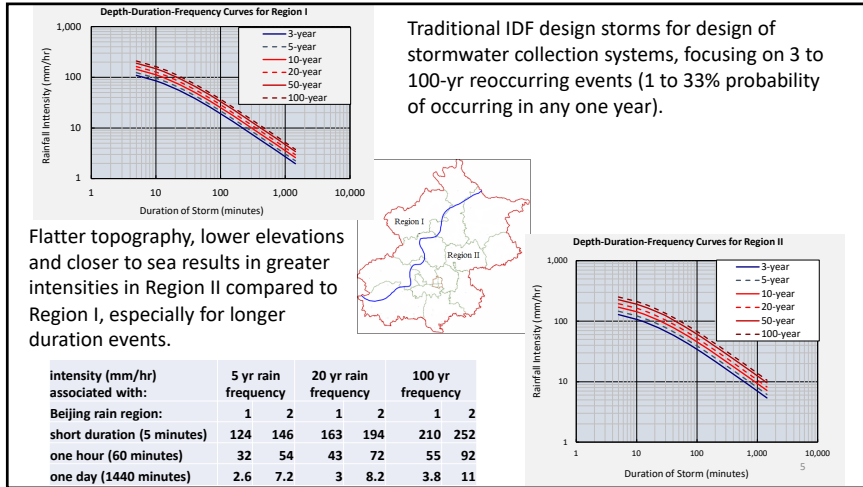 Depth-Duration-Frequency Curves for Region I
1,000
100
10
1
Rainfall Inttensity (mm/hr)
3-year
5-year
10-year
20-year
50-year
100-year
1 10 100 1,000 10,000
Duration of Storm (minutes)
Traditional IDF design storms for design of
stormwater collection systems, focusing on 3 to
100-yr reoccurring events (1 to 33% probability
of occurring in any one year).
Region I
Region II
Flatter topography, lower elevations
and closer to sea results in greater
intensities in Region II compared to
Region I, especially for longer
duration events.
Depth-Duration-Frequency Curves for Region II
1,000
100
10
1
Rainfall Intensity (mm/hr)
3-year
5-year
10-year
20-year
50-year
100-year
1 10 100 1,000 10,000
Duration of Storm (minutes)
intensity (mm/hr) 5 yr rain 20 yr rain 100 yr
associated with: frequency frequency frequency
Beijing rain region: 1 2 1 2 1 2
short duration (5 minutes) 124 146 163 194 210 252
one hour (60 minutes) 32 54 43 72 55 92
one day (1440 minutes) 2.6 7.2 3 8.2 3.8 11
5